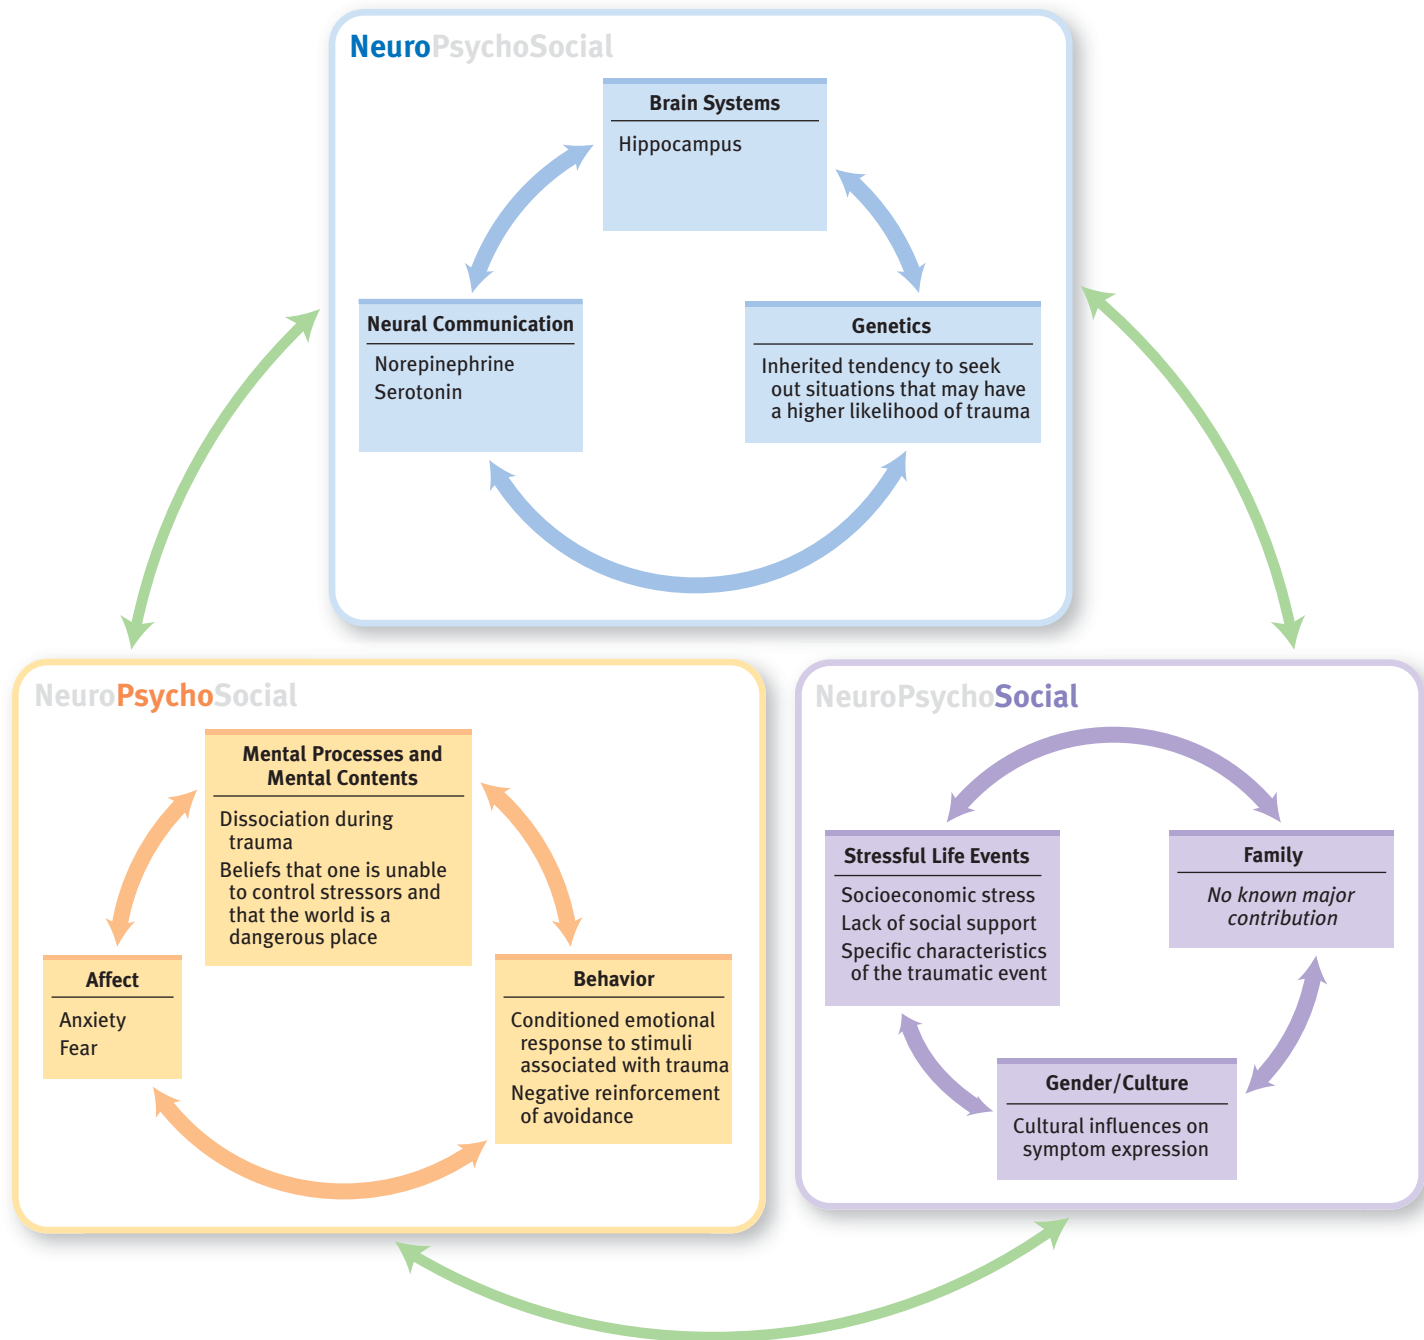 NeuroPsychoSocial
Brain Systems
Hippocampus
Neural Communication
Norepinephrine
Serotonin
Genetics
Inherited tendency to seek
out situations that may have
a higher likelihood of trauma
NeuroPsychoSocial
Mental Processes and
Mental Contents
Dissociation during
trauma
Beliefs that one is unable
to control stressors and
that the world is a
dangerous place
Affect
Anxiety
Fear
Behavior
Conditioned emotional
response to stimuli
associated with trauma
Negative reinforcement
of avoidance
NeuroPsychoSocial
Stressful Life Events
Socioeconomic stress
Lack of social support
Specific characteristics
of the traumatic event
Family
No known major
contribution
Gender/Culture
Cultural influences on
symptom expression